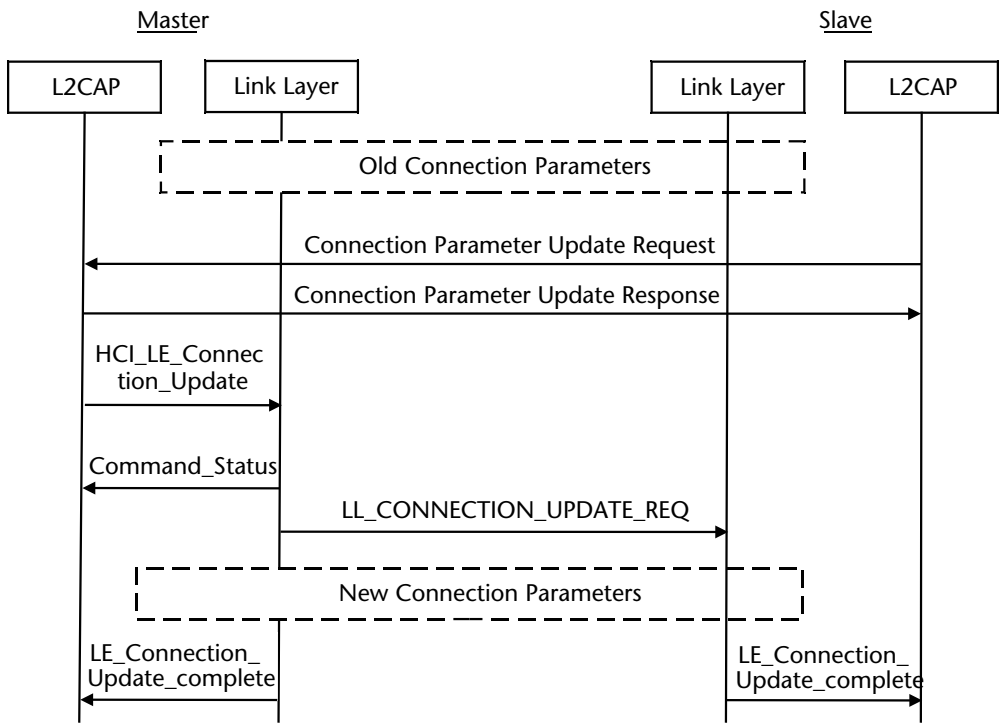 Master
Slave
L2CAP
Link Layer
Link Layer
L2CAP
Old Connection Parameters
Connection Parameter Update Request
Connection Parameter Update Response
HCI_LE_Connec
tion_Update
Command_Status
LL_CONNECTION_UPDATE_REQ
New Connection Parameters
LE_Connection_
Update_complete
LE_Connection_
Update_complete